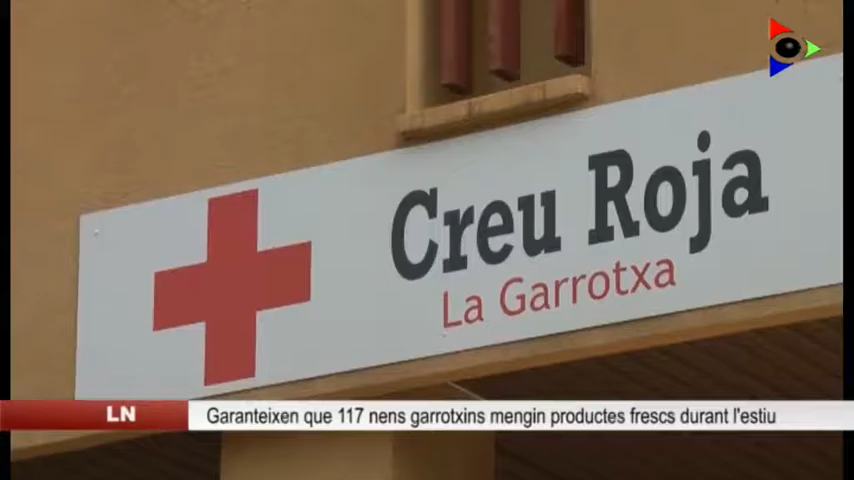 Creu Roja
La Garrotxa
LN Garanteixen que 117 nens garrotxins mengin productes frescs durant l'estiu